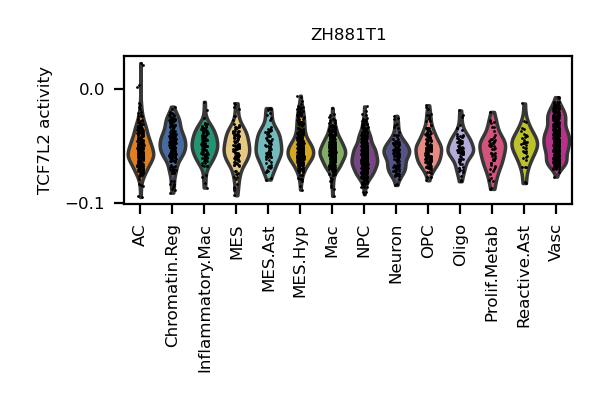 ZH881T1
TCF7L2 activity
0.0
−0.1
AC
Chromatin.Reg
Inflammatory.Mac
MES
MES.Ast
MES.Hyp
Mac
NPC
Neuron
OPC
Oligo
Prolif.Metab
Reactive.Ast
Vasc